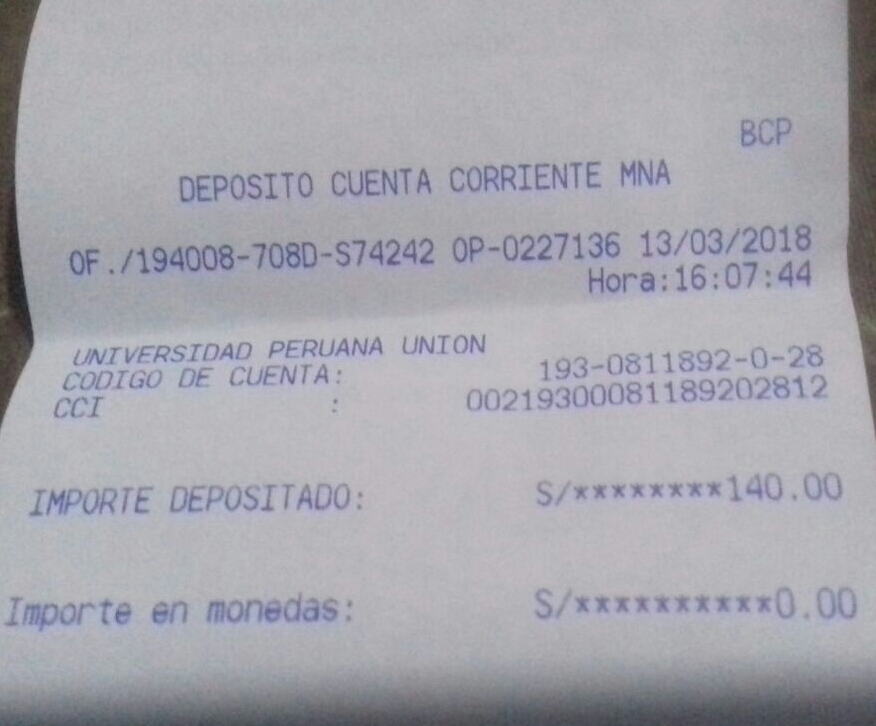 BCP
DEPOSITO CUENTA CORRIENTE MNA
OF./194008-708D-S74242 OP-0227136 13/03/2018
Hora:16:07:44
UNIVERSIDAD PERUANA UNION
CODIGO DE CUENTA: 193-0811892-0-28
CCI : 00219300081189202812
IMPORTE DEPOSITADO: S/********140.00
Importe en monedas: S/**********0.00